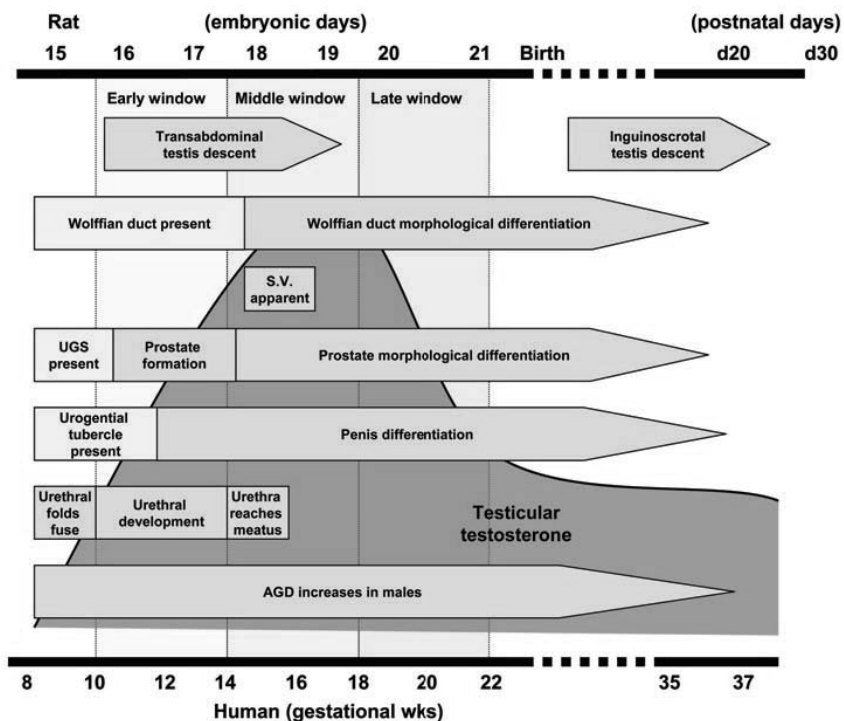 Rat (embryonic days) (postnatal days)
15 16 17 18 19 20 21 Birth d20 d30
Early window Middle window Late window
Transabdominal
testis descent
Inguinoscrotal
testis descent
Wolffian duct present
Wolffian duct morphological differentiation
S.V.
apparent
UGS
present
Prostate
formation
Prostate morphological differentiation
Urogential
tubercle
present
Penis differentiation
Urethral
folds
fuse
Urethral
development
Urethra
reaches
meatus
Testicular
testosterone
AGD increases in males
8 10 12 14 16 18 20 22 35 37
Human (gestational wks)